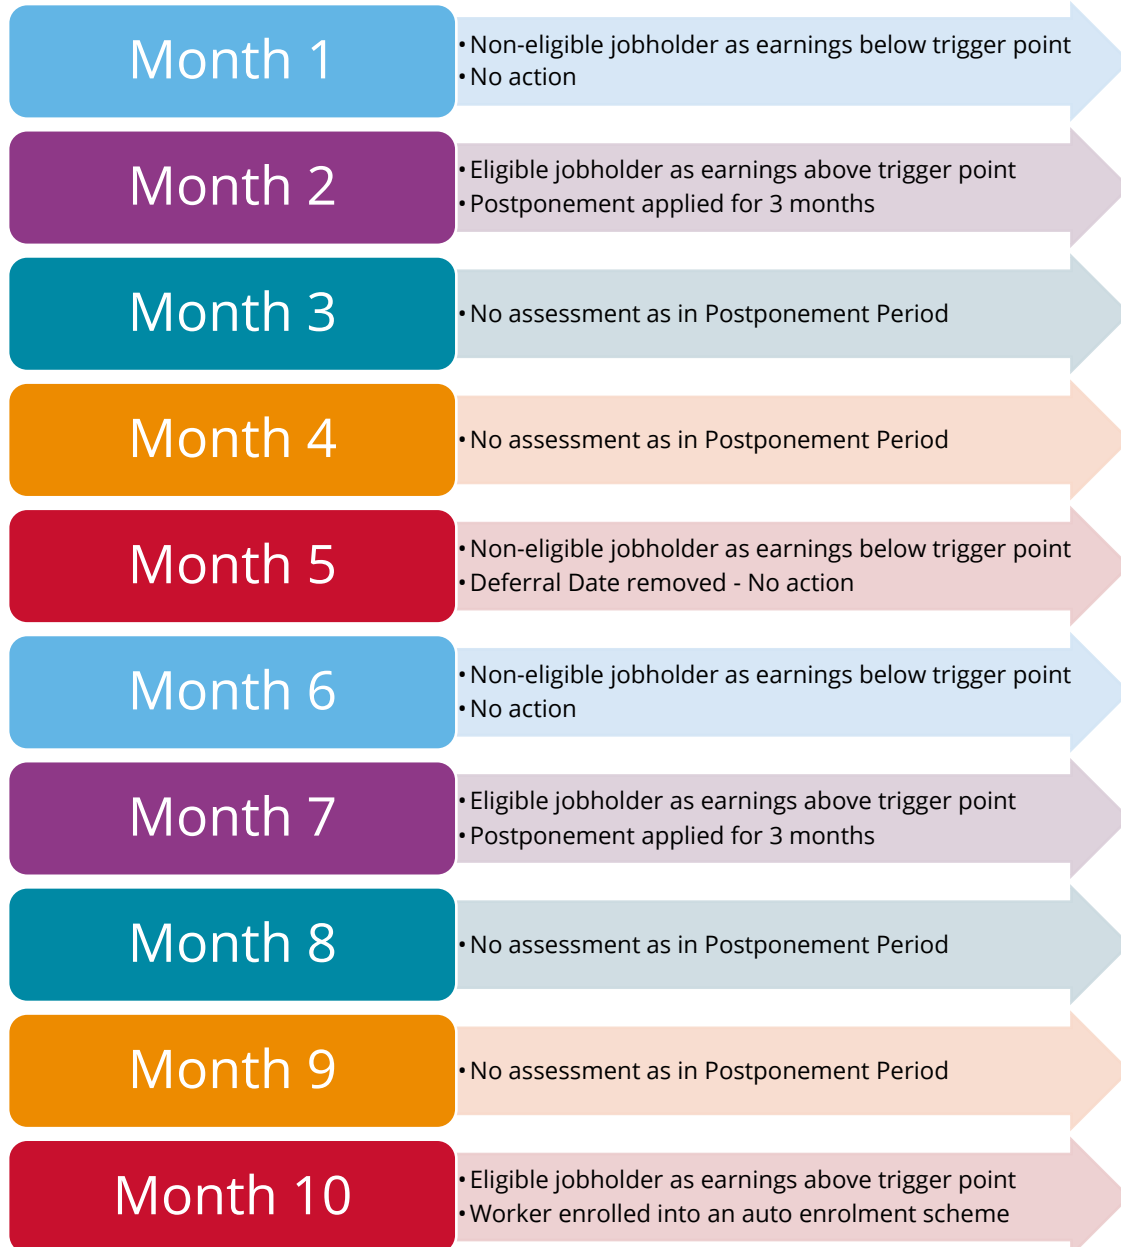 Month 1
•Non-eligible jobholder as earnings below trigger point
•No action
Month 2
•Eligible jobholder as earnings above trigger point
•Postponement applied for 3 months
Month 3
•No assessment as in Postponement Period
Month 4
•No assessment as in Postponement Period
Month 5
•Non-eligible jobholder as earnings below trigger point
•Deferral Date removed - No action
Month 6
•Non-eligible jobholder as earnings below trigger point
•No action
Month 7
•Eligible jobholder as earnings above trigger point
•Postponement applied for 3 months
Month 8
•No assessment as in Postponement Period
Month 9
•No assessment as in Postponement Period
Month 10
•Eligible jobholder as earnings above trigger point
•Worker enrolled into an auto enrolment scheme